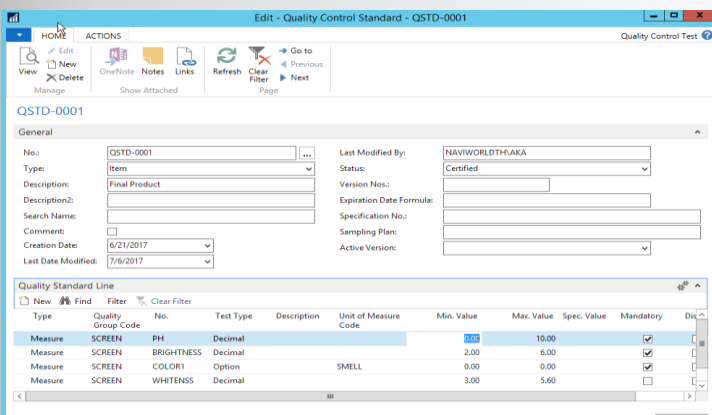 Edit - Quality Control Standard - QSTD-0001
HOME ACTIONS Quality Control Test
View Edit New Delete OneNote Notes Links Refresh Clear Filter Go to Previous Next
Manage Show Attached Page
QSTD-0001
General
No.: QSTD-0001 ... Last Modified By: NAVIWORLDTH\AKA
Type: Item Status: Certified
Description: Final Product Version Nos.:
Description2: Expiration Date Formula:
Search Name: Specification No.:
Comment: Sampling Plan:
Creation Date: 6/21/2017 Active Version:
Last Date Modified: 7/6/2017
Quality Standard Line
New Find Filter Clear Filter
Type Quality Group Code No. Test Type Description Unit of Measure Code Min. Value Max. Value Spec. Value Mandatory Dis
Measure SCREEN PH Decimal 0.00 10.00
Measure SCREEN BRIGHTNESS Decimal 2.00 6.00
Measure SCREEN COLOR1 Option SMELL 0.00 0.00
Measure SCREEN WHITENSS Decimal 3.00 5.60